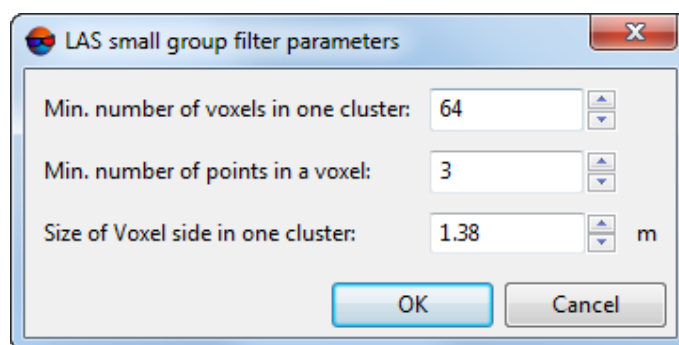 LAS small group filter parameters
Min. number of voxels in one cluster: 64
Min. number of points in a voxel: 3
Size of Voxel side in one cluster: 1.38 m
OK Cancel